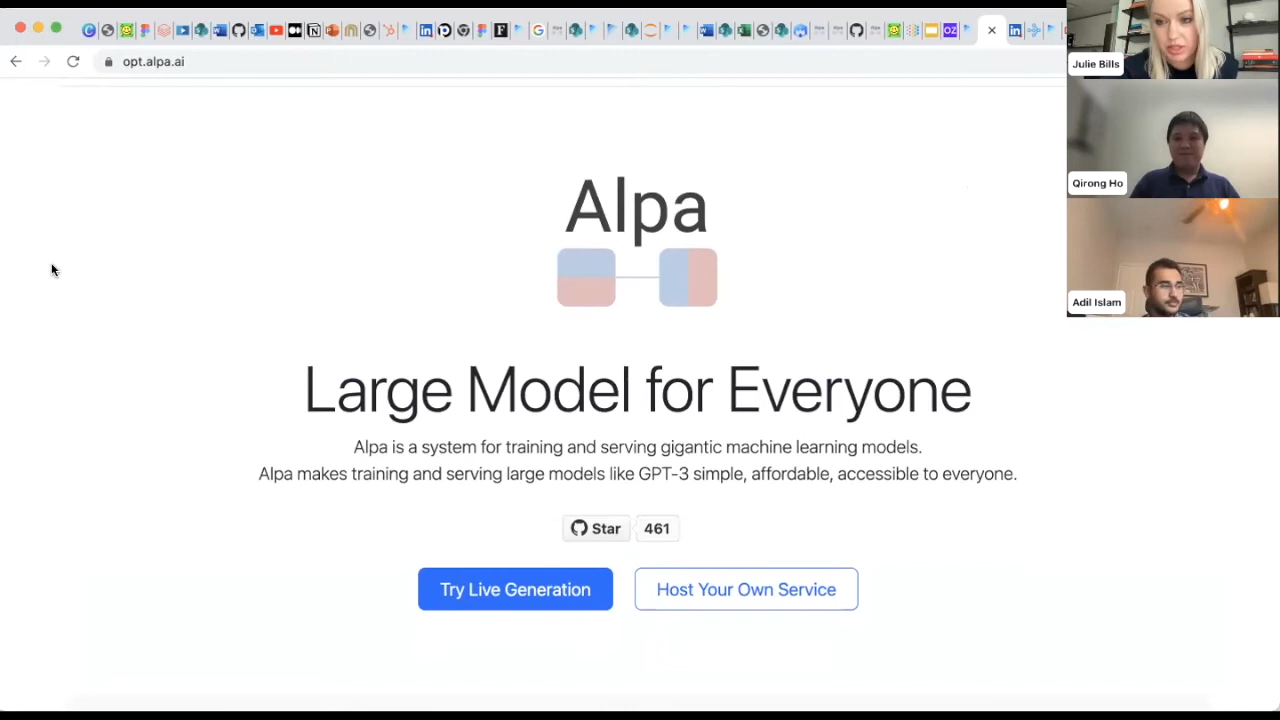 opt.alpa.ai
Julie Bills
Qirong Ho
Adil Islam
Alpa
Large Model for Everyone
Alpa is a system for training and serving gigantic machine learning models.
Alpa makes training and serving large models like GPT-3 simple, affordable, accessible to everyone.
Star 461
Try Live Generation
Host Your Own Service